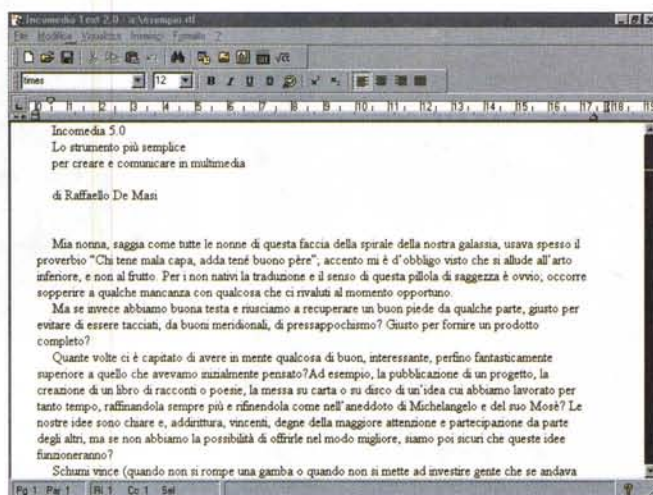 Incomedia Text 2.0 - a:\esempio.rtf
File Modifica Visualizza Inserisci Formato ?
times 12
Incomedia 5.0
Lo strumento più semplice
per creare e comunicare in multimedia
di Raffaello De Masi
Mia nonna, saggia come tutte le nonne di questa faccia della spirale della nostra galassia, usava spesso il
proverbio "Chi tene mala capa, adda tené buono père"; accento mi è d'obbligo visto che si allude all'arto
inferiore, e non al frutto. Per i non nativi la traduzione e il senso di questa pillola di saggezza è ovvio; occorre
sopperire a qualche mancanza con qualcosa che ci rivaluti al momento opportuno.
Ma se invece abbiamo buona testa e riusciamo a recuperare un buon piede da qualche parte, giusto per
evitare di essere tacciati, da buoni meridionali, di pressappochismo? Giusto per fornire un prodotto
completo?
Quante volte ci è capitato di avere in mente qualcosa di buon, interessante, perfino fantasticamente
superiore a quello che avevamo inizialmente pensato?Ad esempio, la pubblicazione di un progetto, la
creazione di un libro di racconti o poesie, la messa su carta o su disco di un'idea cui abbiamo lavorato per
tanto tempo, raffinandola sempre più e rifinendola come nell'aneddoto di Michelangelo e del suo Mosè? Le
nostre idee sono chiare e, addirittura, vincenti, degne della maggiore attenzione e partecipazione da parte
degli altri, ma se non abbiamo la possibilità di offrirle nel modo migliore, siamo poi sicuri che queste idee
funzioneranno?
Schumi vince (quando non si rompe una gamba o quando non si mette ad investire gente che se andava
Pg 1 Par 1 Ri 1 Co 1 Sel